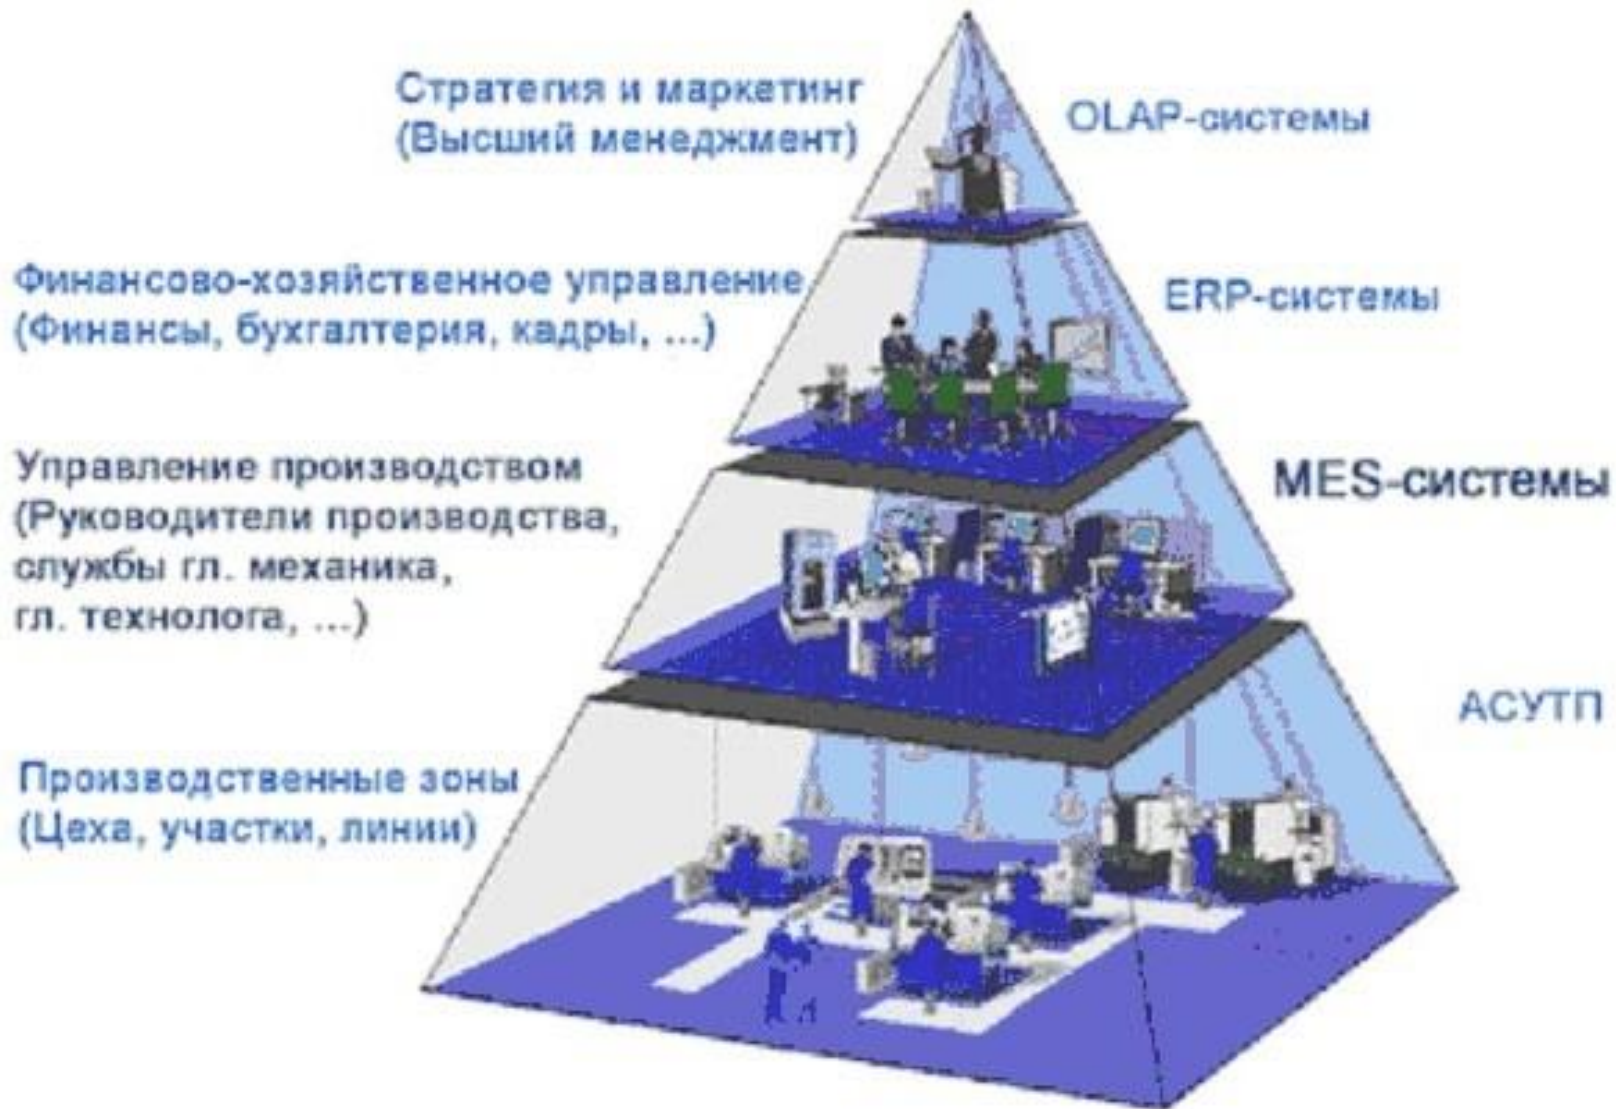 Стратегия и маркетинг
(Высший менеджмент)
OLAP-системы
Финансово-хозяйственное управление
(Финансы, бухгалтерия, кадры, ...)
ERP-системы
Управление производством
(Руководители производства,
службы гл. механика,
гл. технолога, ...)
MES-системы
АСУТП
Производственные зоны
(Цеха, участки, линии)